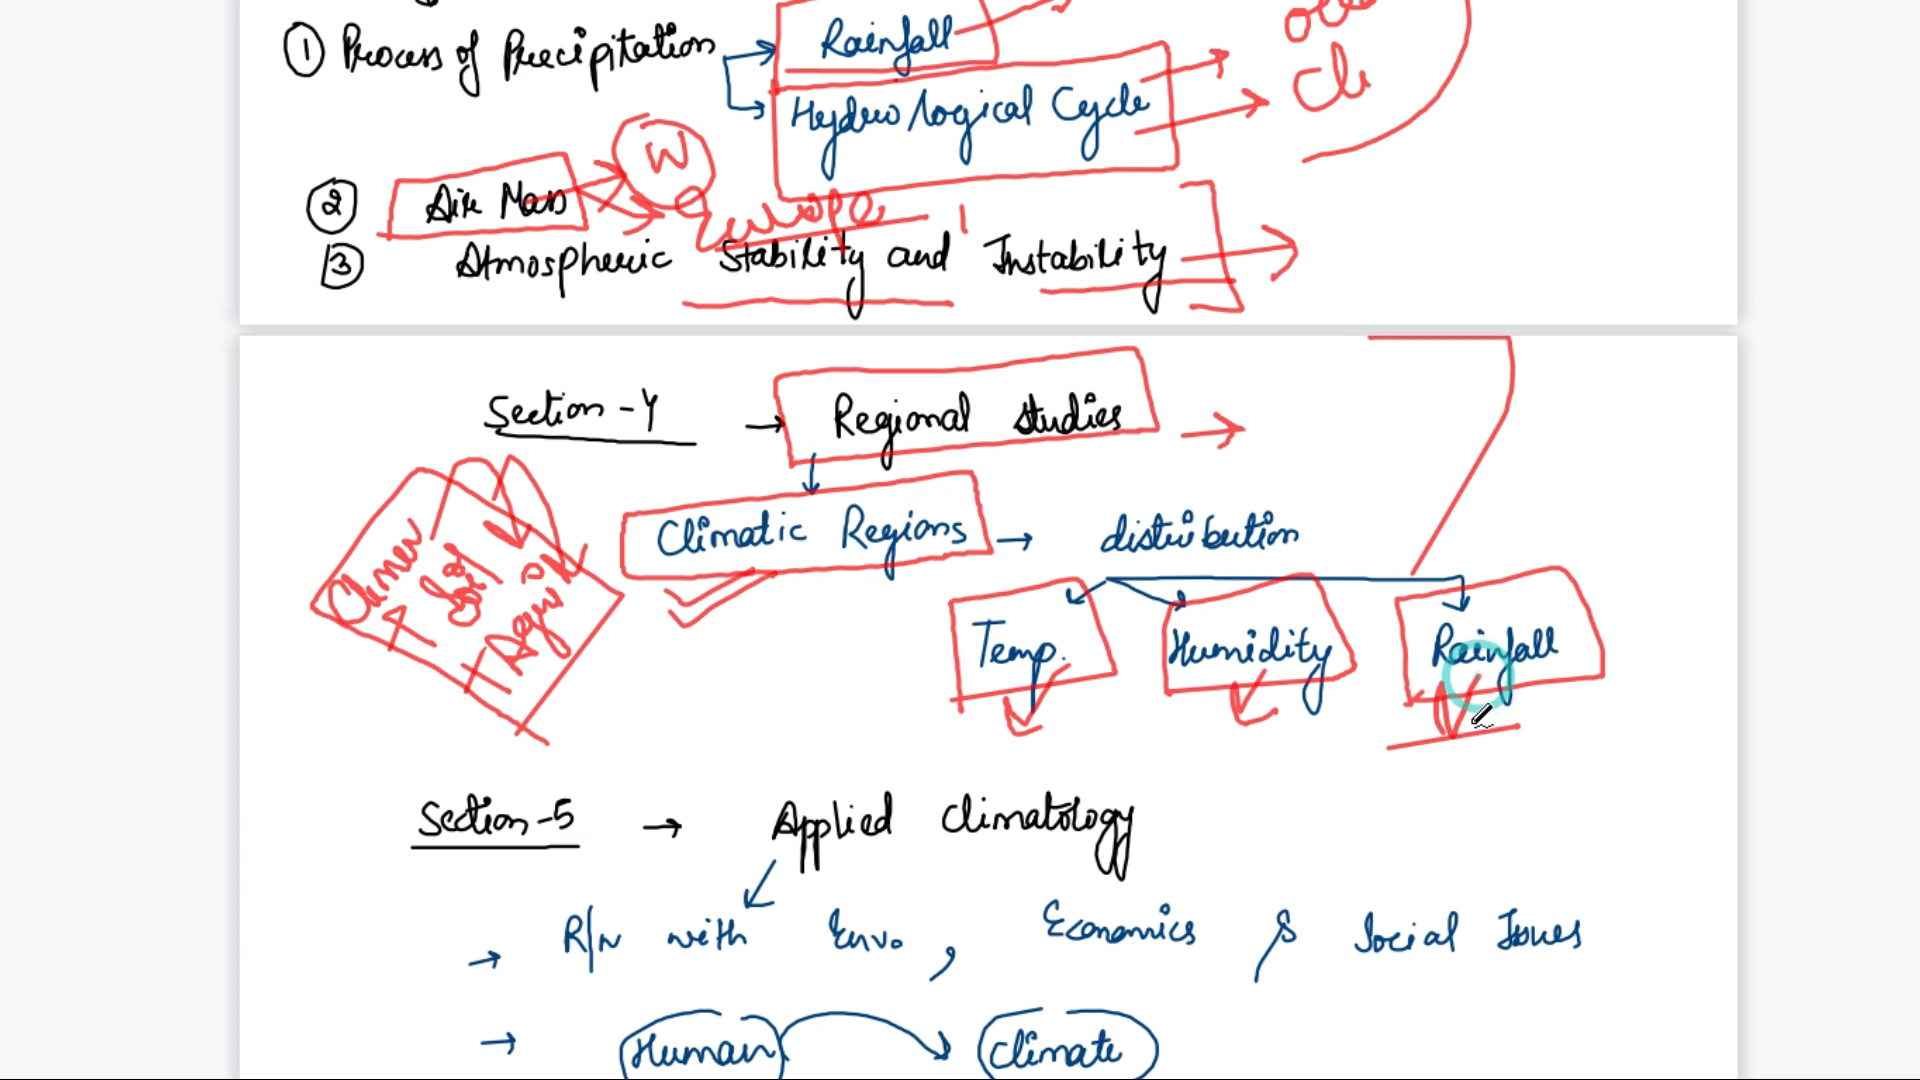 ① Process of Precipitation → Rainfall
→ Hydrological Cycle
W
② Air Mass
Europe
③ Atmospheric Stability and Instability
Section-4 → Regional studies →
Climatic Regions → distribution
Temp. Humidity Rainfall
Section-5 → Applied Climatology
→ R/n with Envo, Economics & Social Issues
→ Human Climate